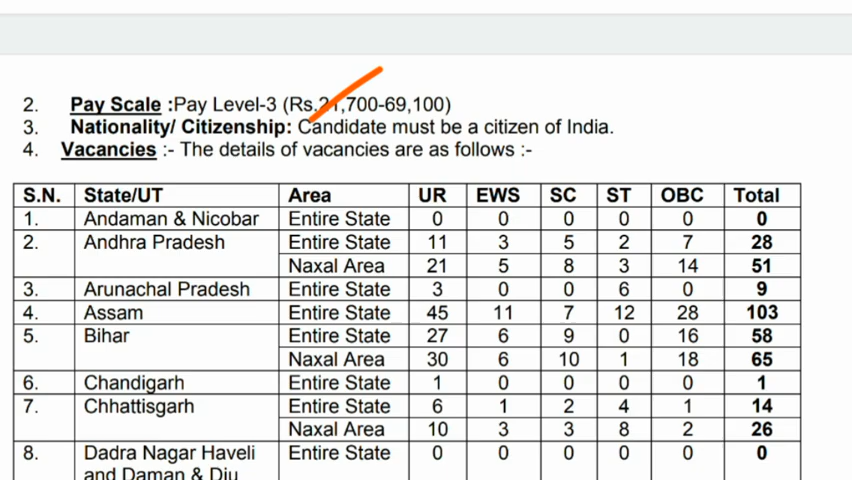 2. Pay Scale :Pay Level-3 (Rs.21,700-69,100)
3. Nationality/ Citizenship: Candidate must be a citizen of India.
4. Vacancies :- The details of vacancies are as follows :-
S.N. State/UT Area UR EWS SC ST OBC Total
1. Andaman & Nicobar Entire State 0 0 0 0 0 0
2. Andhra Pradesh Entire State 11 3 5 2 7 28
Naxal Area 21 5 8 3 14 51
3. Arunachal Pradesh Entire State 3 0 0 6 0 9
4. Assam Entire State 45 11 7 12 28 103
5. Bihar Entire State 27 6 9 0 16 58
Naxal Area 30 6 10 1 18 65
6. Chandigarh Entire State 1 0 0 0 0 1
7. Chhattisgarh Entire State 6 1 2 4 1 14
Naxal Area 10 3 3 8 2 26
8. Dadra Nagar Haveli Entire State 0 0 0 0 0 0
and Daman & Diu